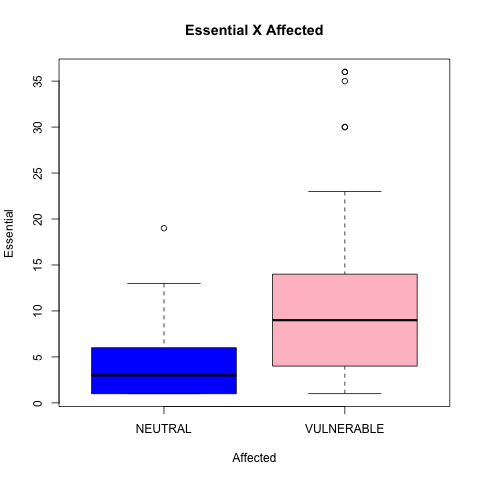 Essential X Affected
Essential
35
30
25
20
15
10
5
0
NEUTRAL
VULNERABLE
Affected